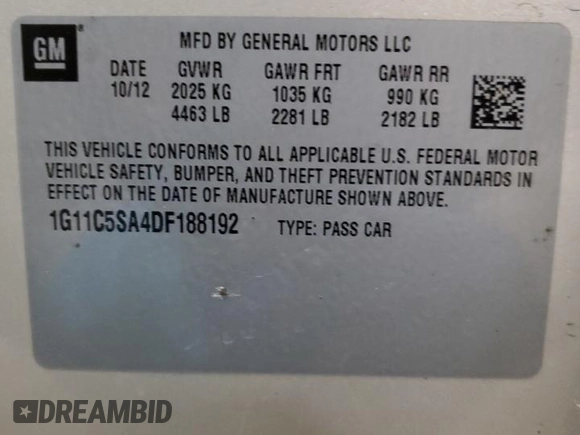 GM ®
MFD BY GENERAL MOTORS LLC
DATE GVWR GAWR FRT GAWR RR
10/12 2025 KG 1035 KG 990 KG
4463 LB 2281 LB 2182 LB
THIS VEHICLE CONFORMS TO ALL APPLICABLE U.S. FEDERAL MOTOR
VEHICLE SAFETY, BUMPER, AND THEFT PREVENTION STANDARDS IN
EFFECT ON THE DATE OF MANUFACTURE SHOWN ABOVE.
1G11C5SA4DF188192 TYPE: PASS CAR
DREAMBID